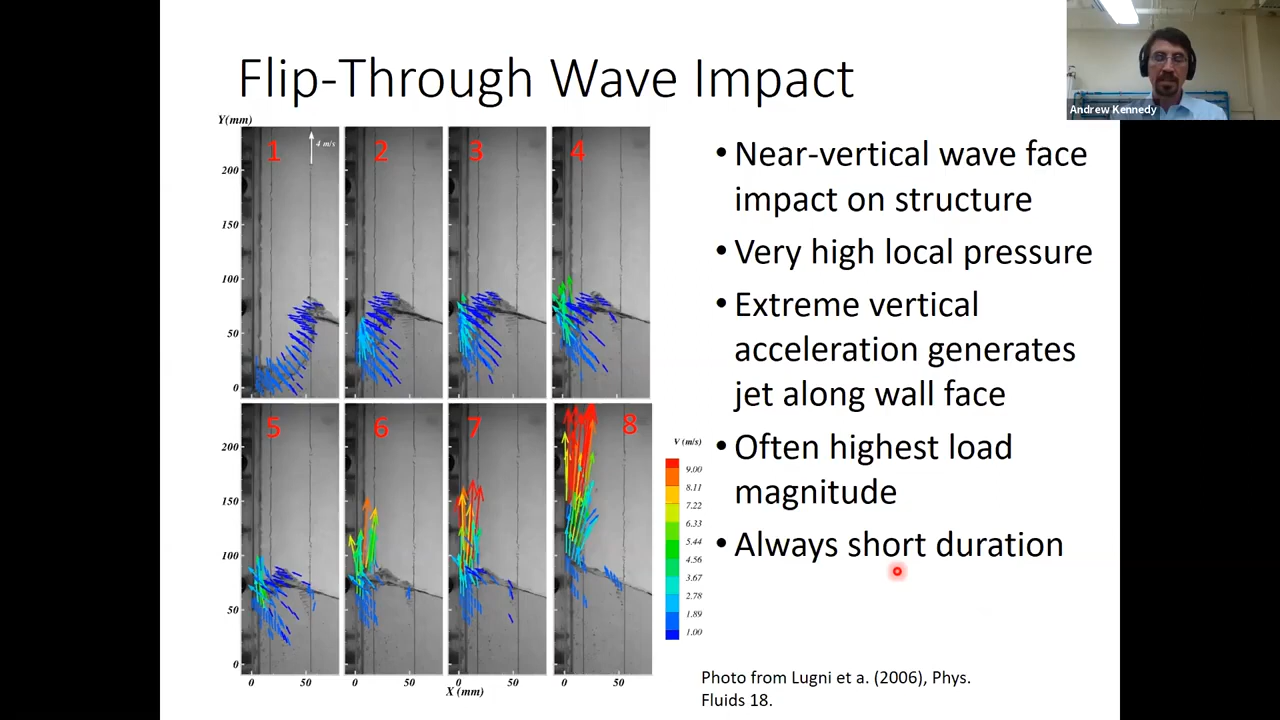 Flip-Through Wave Impact
Andrew Kennedy
Y(mm)
1
4 m/s
2
3
4
200
150
100
50
0
5
6
7
8
200
150
100
50
0
0
50
0
50
0
50
0
50
X (mm)
V (m/s)
9.00
8.11
7.22
6.33
5.44
4.56
3.67
2.78
1.89
1.00
• Near-vertical wave face
impact on structure
• Very high local pressure
• Extreme vertical
acceleration generates
jet along wall face
• Often highest load
magnitude
• Always short duration
Photo from Lugni et a. (2006), Phys.
Fluids 18.